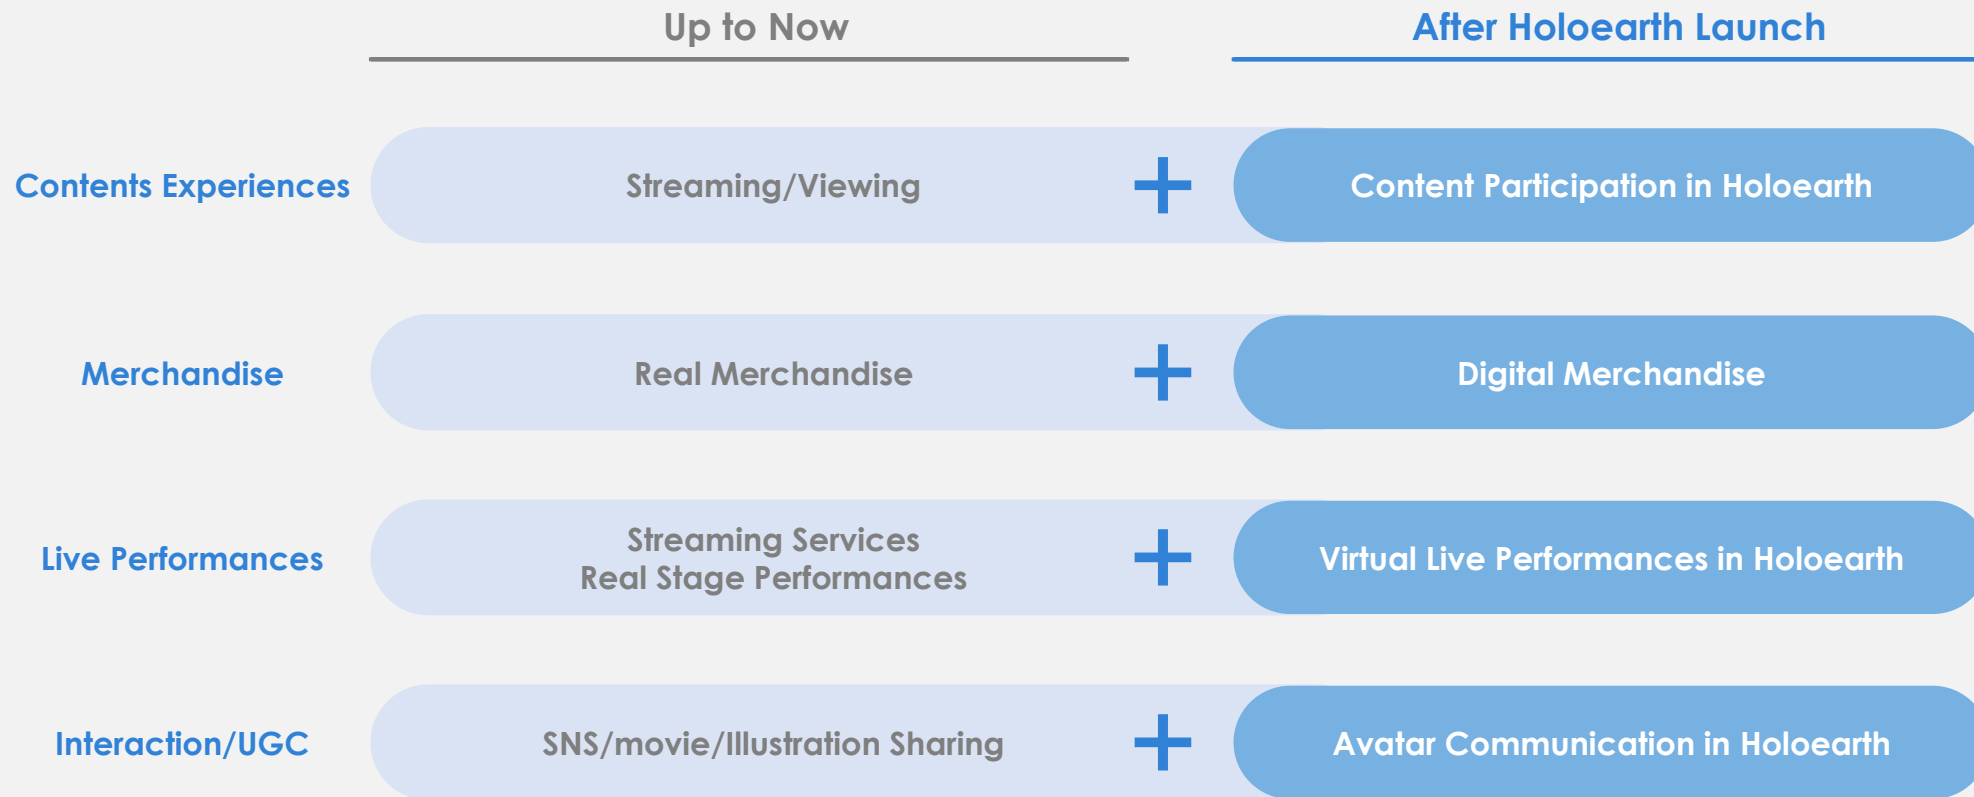 Up to Now
After Holoearth Launch
Contents Experiences
Streaming/Viewing
+
Content Participation in Holoearth
Merchandise
Real Merchandise
+
Digital Merchandise
Live Performances
Streaming Services
Real Stage Performances
+
Virtual Live Performances in Holoearth
Interaction/UGC
SNS/movie/Illustration Sharing
+
Avatar Communication in Holoearth